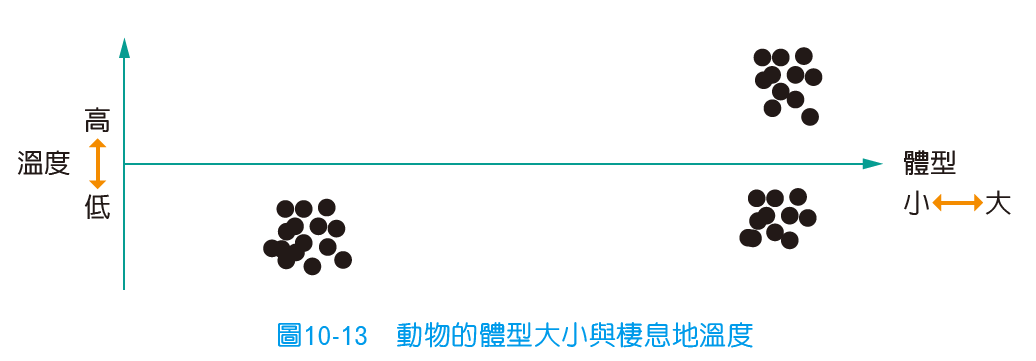 高
溫度
低
體型
小 大
圖10-13 動物的體型大小與棲息地溫度